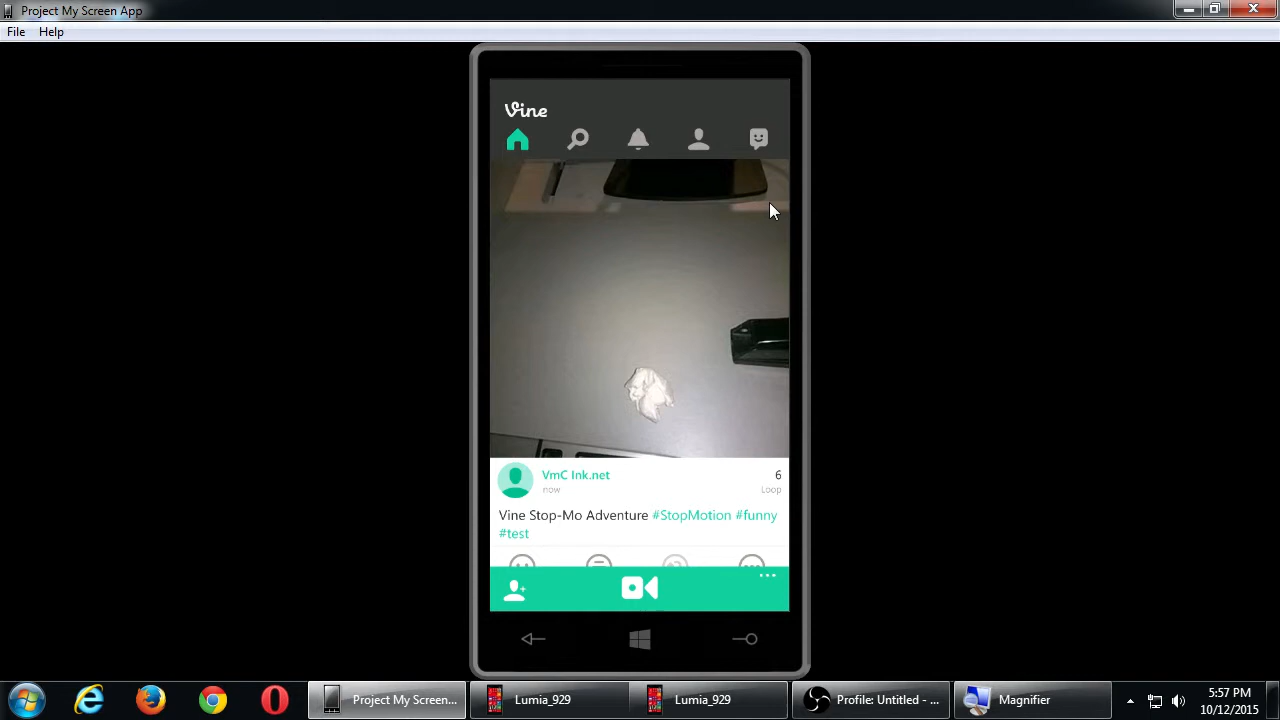 Project My Screen App
File Help
Vine
VmC Ink.net
6
now
Loop
Vine Stop-Mo Adventure #StopMotion #funny
#test
Project My Screen...
Lumia_929
Lumia_929
Profile: Untitled - ...
Magnifier
5:57 PM
10/12/2015